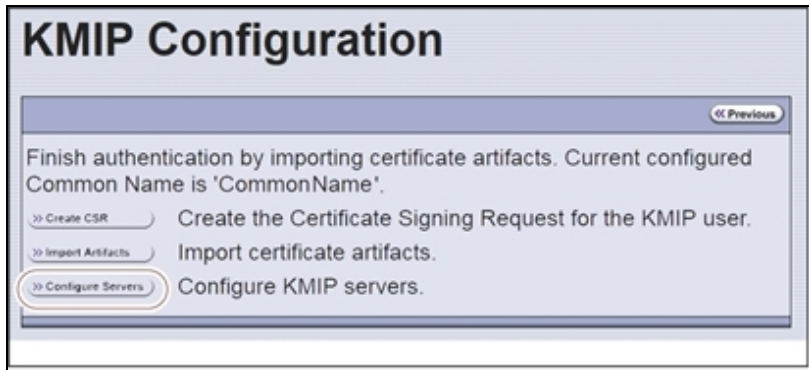 KMIP Configuration
« Previous
Finish authentication by importing certificate artifacts. Current configured
Common Name is 'CommonName'.
» Create CSR Create the Certificate Signing Request for the KMIP user.
» Import Artifacts Import certificate artifacts.
» Configure Servers Configure KMIP servers.